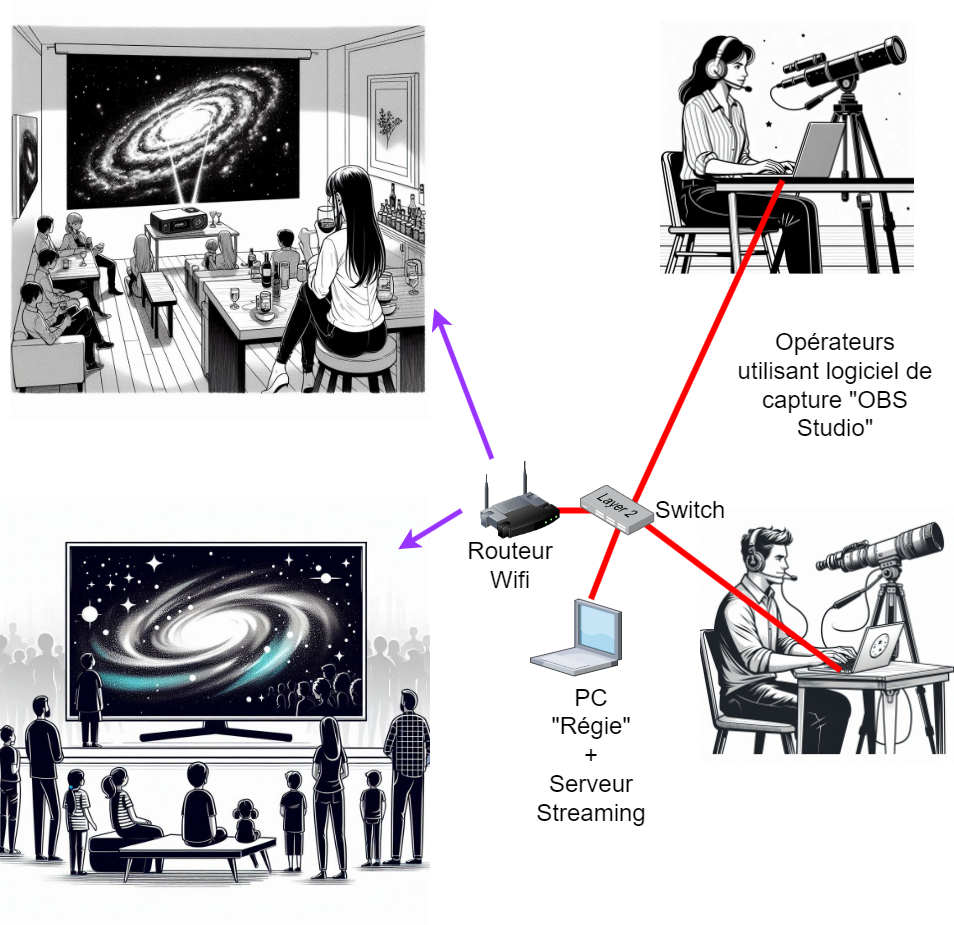 Opérateurs
utilisant logiciel de
capture "OBS
Studio"
Layer 2
Switch
Routeur
Wifi
PC
"Régie"
+
Serveur
Streaming